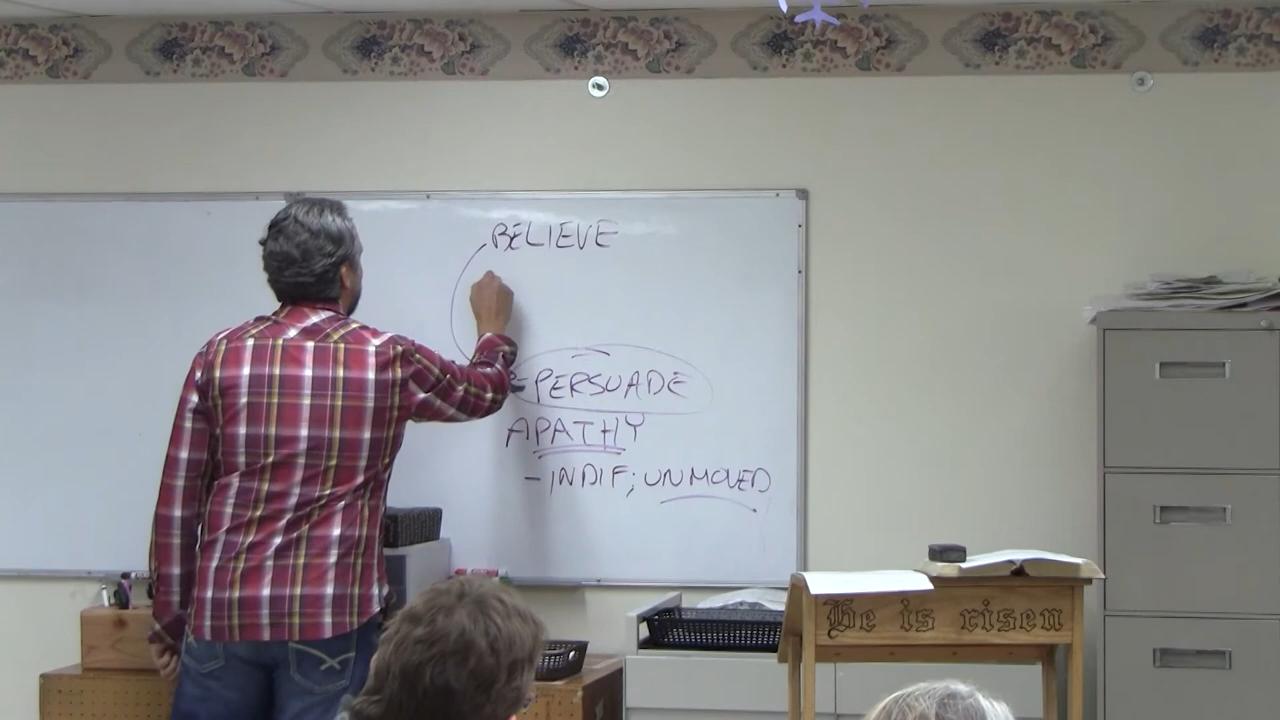 BELIEVE
- PERSUADE
APATHY
- INDIF; UNMOVED
He is risen